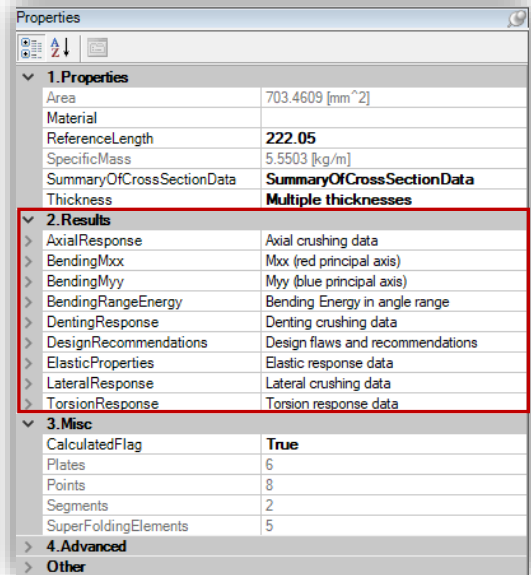 Properties
1.Properties
Area 703.4609 [mm^2]
Material
ReferenceLength 222.05
SpecificMass 5.5503 [kg/m]
SummaryOfCrossSectionData SummaryOfCrossSectionData
Thickness Multiple thicknesses
2.Results
AxialResponse Axial crushing data
BendingMxx Mxx (red principal axis)
BendingMyy Myy (blue principal axis)
BendingRangeEnergy Bending Energy in angle range
DentingResponse Denting crushing data
DesignRecommendations Design flaws and recommendations
ElasticProperties Elastic response data
LateralResponse Lateral crushing data
TorsionResponse Torsion response data
3.Misc
CalculatedFlag True
Plates 6
Points 8
Segments 2
SuperFoldingElements 5
4.Advanced
Other